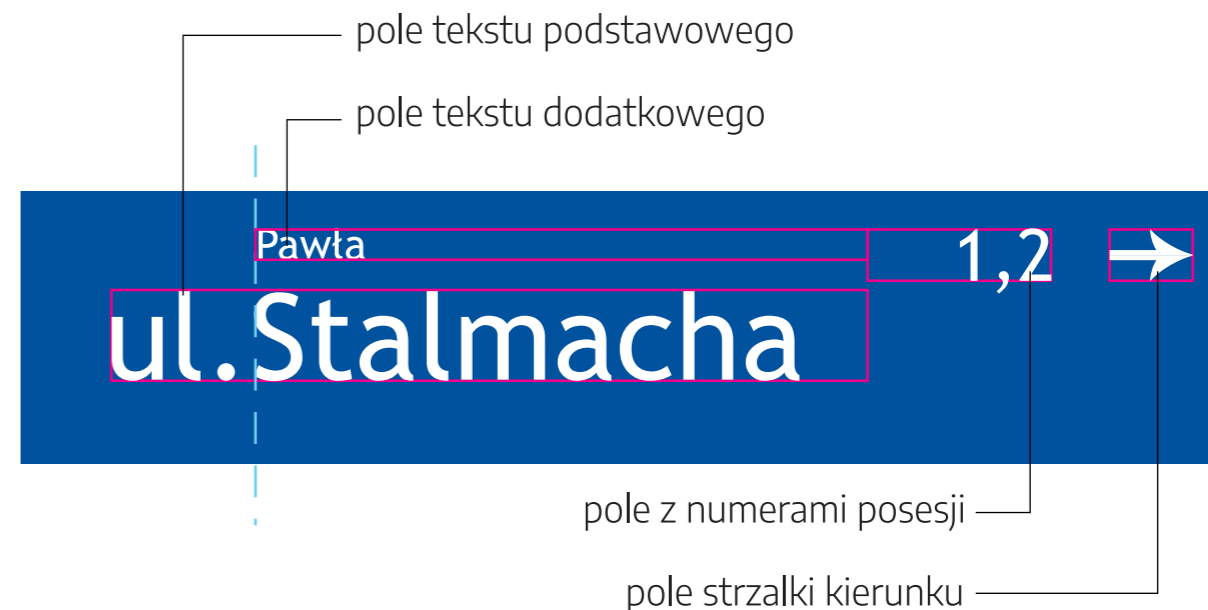 pole tekstu podstawowego
pole tekstu dodatkowego
Pawła
1,2
ul.Stalmacha
pole z numerami posesji
pole strzalki kierunku